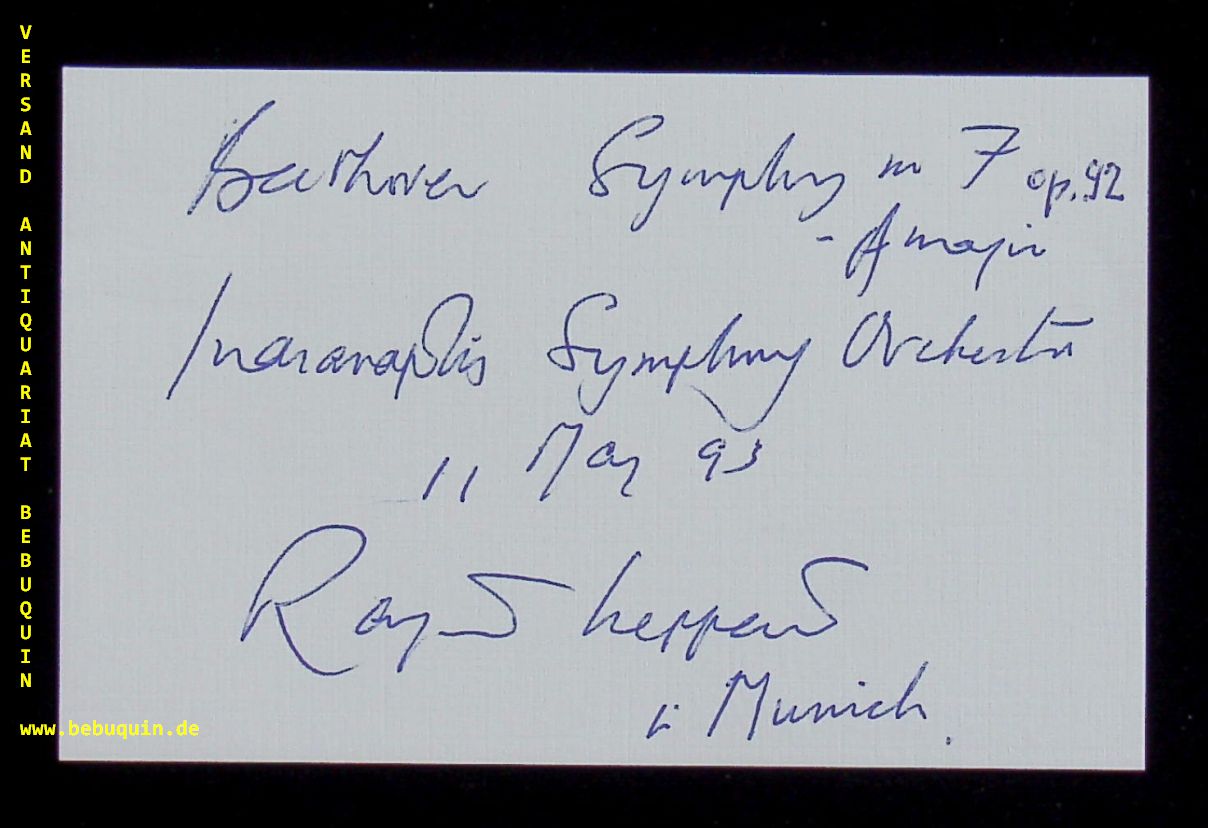 Beethoven Symphony no 7 op.92
- A major
Indianapolis Symphony Orchestra
11 May 93
Raymond Leppard
in Munich.
VERSAND ANTIQUARIAT BEBUQUIN
www.bebuquin.de